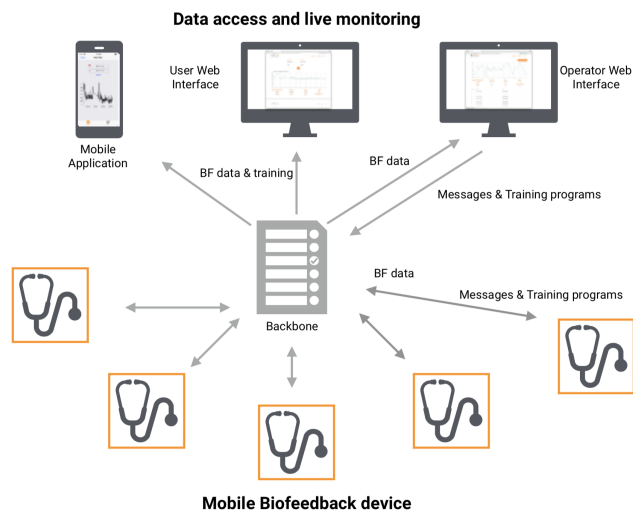 Data access and live monitoring
User Web
Interface
Operator Web
Interface
Mobile
Application
BF data & training
BF data
Messages & Training programs
BF data
Messages & Training programs
Backbone
Mobile Biofeedback device